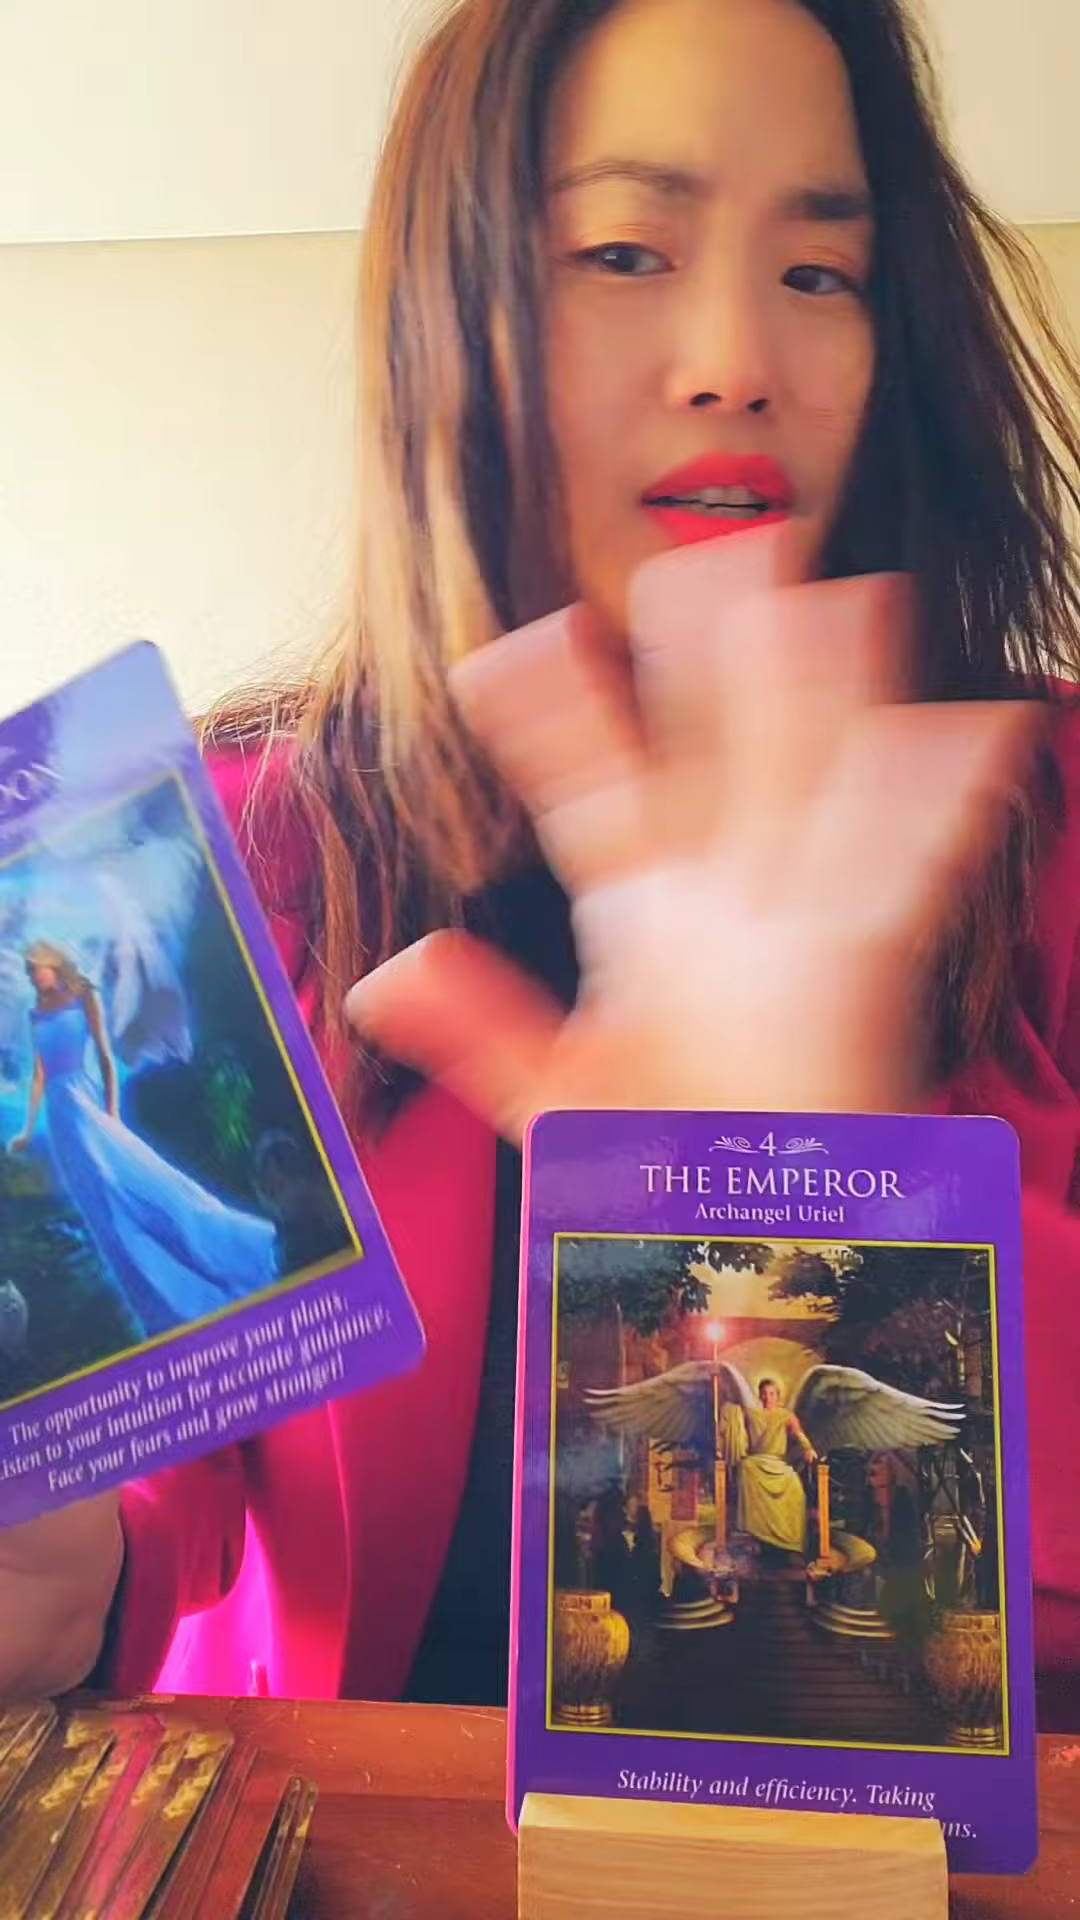 The opportunity to improve your plans.
Listen to your intuition for accurate guidance.
Face your fears and grow stronger!
4
THE EMPEROR
Archangel Uriel
Stability and efficiency. Taking